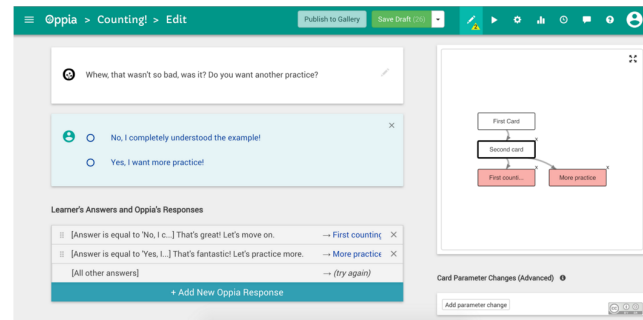 Oppia > Counting! > Edit
Publish to Gallery
Save Draft (26)
Whew, that wasn't so bad, was it? Do you want another practice?
No, I completely understood the example!
Yes, I want more practice!
Learner's Answers and Oppia's Responses
[Answer is equal to 'No, I c...] That's great! Let's move on. → First counting
[Answer is equal to 'Yes, I...] That's fantastic! Let's practice more. → More practice
[All other answers] → (try again)
+ Add New Oppia Response
First Card
Second card
First counti... More practice
Card Parameter Changes (Advanced)
Add parameter change